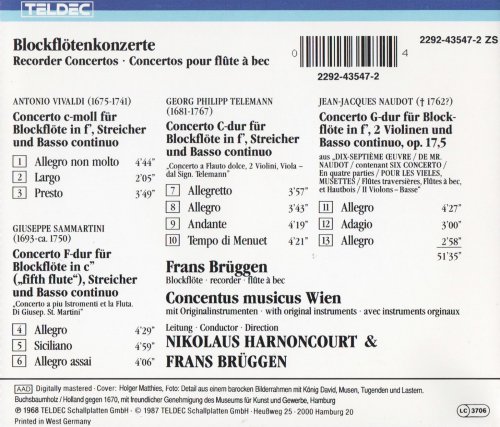 TELDEC
Blockflötenkonzerte
Recorder Concertos · Concertos pour flûte à bec
2292-43547-2 ZS
0 4
2292-43547-2
ANTONIO VIVALDI (1675-1741)
Concerto c-moll für
Blockflöte in f', Streicher
und Basso continuo
1 Allegro non molto 4'44"
2 Largo 2'05"
3 Presto 3'49"
GIUSEPPE SAMMARTINI
(1693-ca. 1750)
Concerto F-dur für
Blockflöte in c"
(„fifth flute"), Streicher
und Basso continuo
„Concerto a piu Istromenti et la Fluta.
Di Giusep. St. Martini"
4 Allegro 4'29"
5 Siciliano 4'59"
6 Allegro assai 4'06"
GEORG PHILIPP TELEMANN
(1681-1767)
Concerto C-dur für
Blockflöte in f', Streicher
und Basso continuo
„Concerto a Flauto dolce, 2 Violini, Viola –
dal Sign. Telemann"
7 Allegretto 3'57"
8 Allegro 3'43"
9 Andante 4'19"
10 Tempo di Menuet 4'21"
JEAN-JACQUES NAUDOT († 1762?)
Concerto G-dur für Block-
flöte in f', 2 Violinen und
Basso continuo, op. 17,5
aus „DIX-SEPTIÈME ŒUVRE / DE MR.
NAUDOT / contenant SIX CONCERTO /
En quatre parties / POUR LES VIELES,
MUSETTES / Flûtes traversières, Flûtes à bec,
et Hautbois / II Violons – Basse"
11 Allegro 4'27"
12 Adagio 3'00"
13 Allegro 2'58"
51'35"
Frans Brüggen
Blockflöte · recorder · flûte à bec
Concentus musicus Wien
mit Originalinstrumenten · with original instruments · avec instruments orginaux
Leitung · Conductor · Direction
NIKOLAUS HARNONCOURT &
FRANS BRÜGGEN
AAD Digitally mastered · Cover: Holger Matthies, Foto: Detail aus einem barocken Bilderrahmen mit König David, Musen, Tugenden und Lastern.
Buchsbaumholz / Holland gegen 1670, mit freundlicher Genehmigung des Museums für Kunst und Gewerbe, Hamburg
℗ 1968 TELDEC Schallplatten GmbH · © 1987 TELDEC Schallplatten GmbH · Heußweg 25 · 2000 Hamburg 20
Printed in West Germany
LC 3706